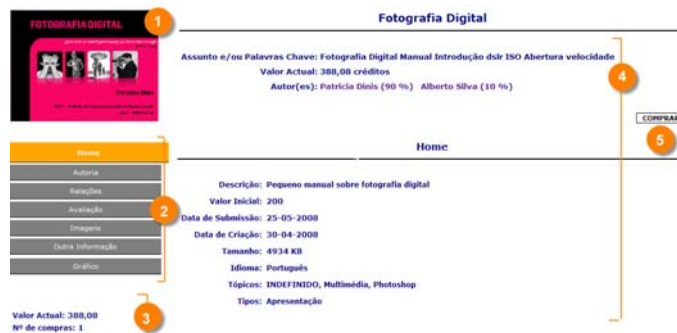 FOTOGRAFIA DIGITAL
1
Fotografia Digital
Assunto e/ou Palavras Chave: Fotografia Digital Manual Introdução dslr ISO Abertura velocidade
Valor Actual: 388,08 créditos
Autor(es): Patricia Dinis (90 %) Alberto Silva (10 %)
4
COMPRAR
5
Home
Autoria
Relações
Avaliação
Imagens
Outra Informação
Gráfico
2
Home
Descrição: Pequeno manual sobre fotografia digital
Valor Inicial: 200
Data de Submissão: 25-05-2008
Data de Criação: 30-04-2008
Tamanho: 4934 KB
Idioma: Português
Tópicos: INDEFINIDO, Multimédia, Photoshop
Tipos: Apresentação
Valor Actual: 388,08
Nº de compras: 1
3